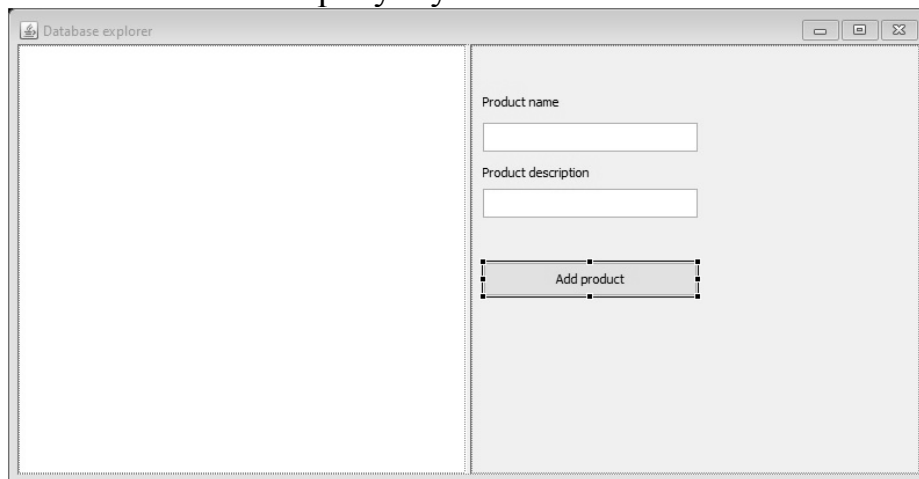 Database explorer
Product name
Product description
Add product